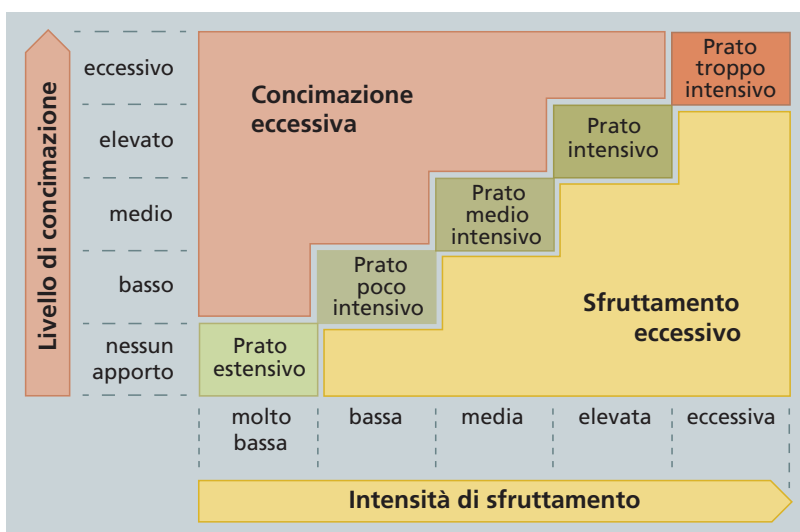 Livello di concimazione
eccessivo
elevato
medio
basso
nessun
apporto
Concimazione
eccessiva
Prato
troppo
intensivo
Prato
intensivo
Prato
medio
intensivo
Prato
poco
intensivo
Prato
estensivo
Sfruttamento
eccessivo
molto
bassa
bassa
media
elevata
eccessiva
Intensità di sfruttamento